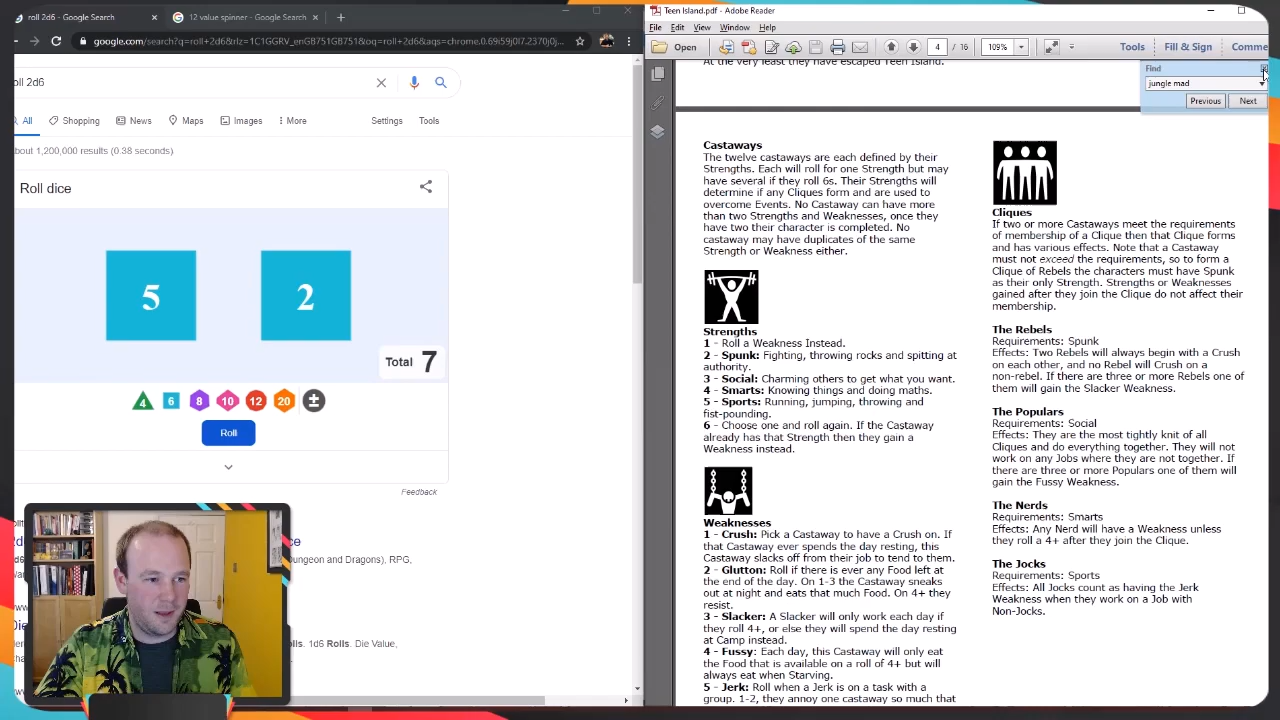 roll 2d6 - Google Search
12 value spinner - Google Search
google.com/search?q=roll+2d6&rlz=1C1GGRV_enGB751GB751&oq=roll+2d6&aqs=chrome.0.69i59j0l7.2370j0j...
oll 2d6
All
Shopping
News
Maps
Images
More
Settings
Tools
bout 1,200,000 results (0.38 seconds)
Roll dice
5
2
Total 7
6
8
10
12
20
Roll
Feedback
ce
ungeon and Dragons), RPG,
olls. 1d6 Rolls. Die Value,
Teen Island.pdf - Adobe Reader
File Edit View Window Help
Open
4 / 16
109%
Tools
Fill & Sign
Comme
At the very least they have escaped Teen Island.
Find
jungle mad
Previous
Next
Castaways
The twelve castaways are each defined by their
Strengths. Each will roll for one Strength but may
have several if they roll 6s. Their Strengths will
determine if any Cliques form and are used to
overcome Events. No Castaway can have more
than two Strengths and Weaknesses, once they
have two their character is completed. No
castaway may have duplicates of the same
Strength or Weakness either.
Strengths
1 - Roll a Weakness Instead.
2 - Spunk: Fighting, throwing rocks and spitting at
authority.
3 - Social: Charming others to get what you want.
4 - Smarts: Knowing things and doing maths.
5 - Sports: Running, jumping, throwing and
fist-pounding.
6 - Choose one and roll again. If the Castaway
already has that Strength then they gain a
Weakness instead.
Weaknesses
1 - Crush: Pick a Castaway to have a Crush on. If
that Castaway ever spends the day resting, this
Castaway slacks off from their job to tend to them.
2 - Glutton: Roll if there is ever any Food left at
the end of the day. On 1-3 the Castaway sneaks
out at night and eats that much Food. On 4+ they
resist.
3 - Slacker: A Slacker will only work each day if
they roll 4+, or else they will spend the day resting
at Camp instead.
4 - Fussy: Each day, this Castaway will only eat
the Food that is available on a roll of 4+ but will
always eat when Starving.
5 - Jerk: Roll when a Jerk is on a task with a
group. 1-2, they annoy one castaway so much that
Cliques
If two or more Castaways meet the requirements
of membership of a Clique then that Clique forms
and has various effects. Note that a Castaway
must not exceed the requirements, so to form a
Clique of Rebels the characters must have Spunk
as their only Strength. Strengths or Weaknesses
gained after they join the Clique do not affect their
membership.
The Rebels
Requirements: Spunk
Effects: Two Rebels will always begin with a Crush
on each other, and no Rebel will Crush on a
non-rebel. If there are three or more Rebels one of
them will gain the Slacker Weakness.
The Populars
Requirements: Social
Effects: They are the most tightly knit of all
Cliques and do everything together. They will not
work on any Jobs where they are not together. If
there are three or more Populars one of them will
gain the Fussy Weakness.
The Nerds
Requirements: Smarts
Effects: Any Nerd will have a Weakness unless
they roll a 4+ after they join the Clique.
The Jocks
Requirements: Sports
Effects: All Jocks count as having the Jerk
Weakness when they work on a Job with
Non-Jocks.